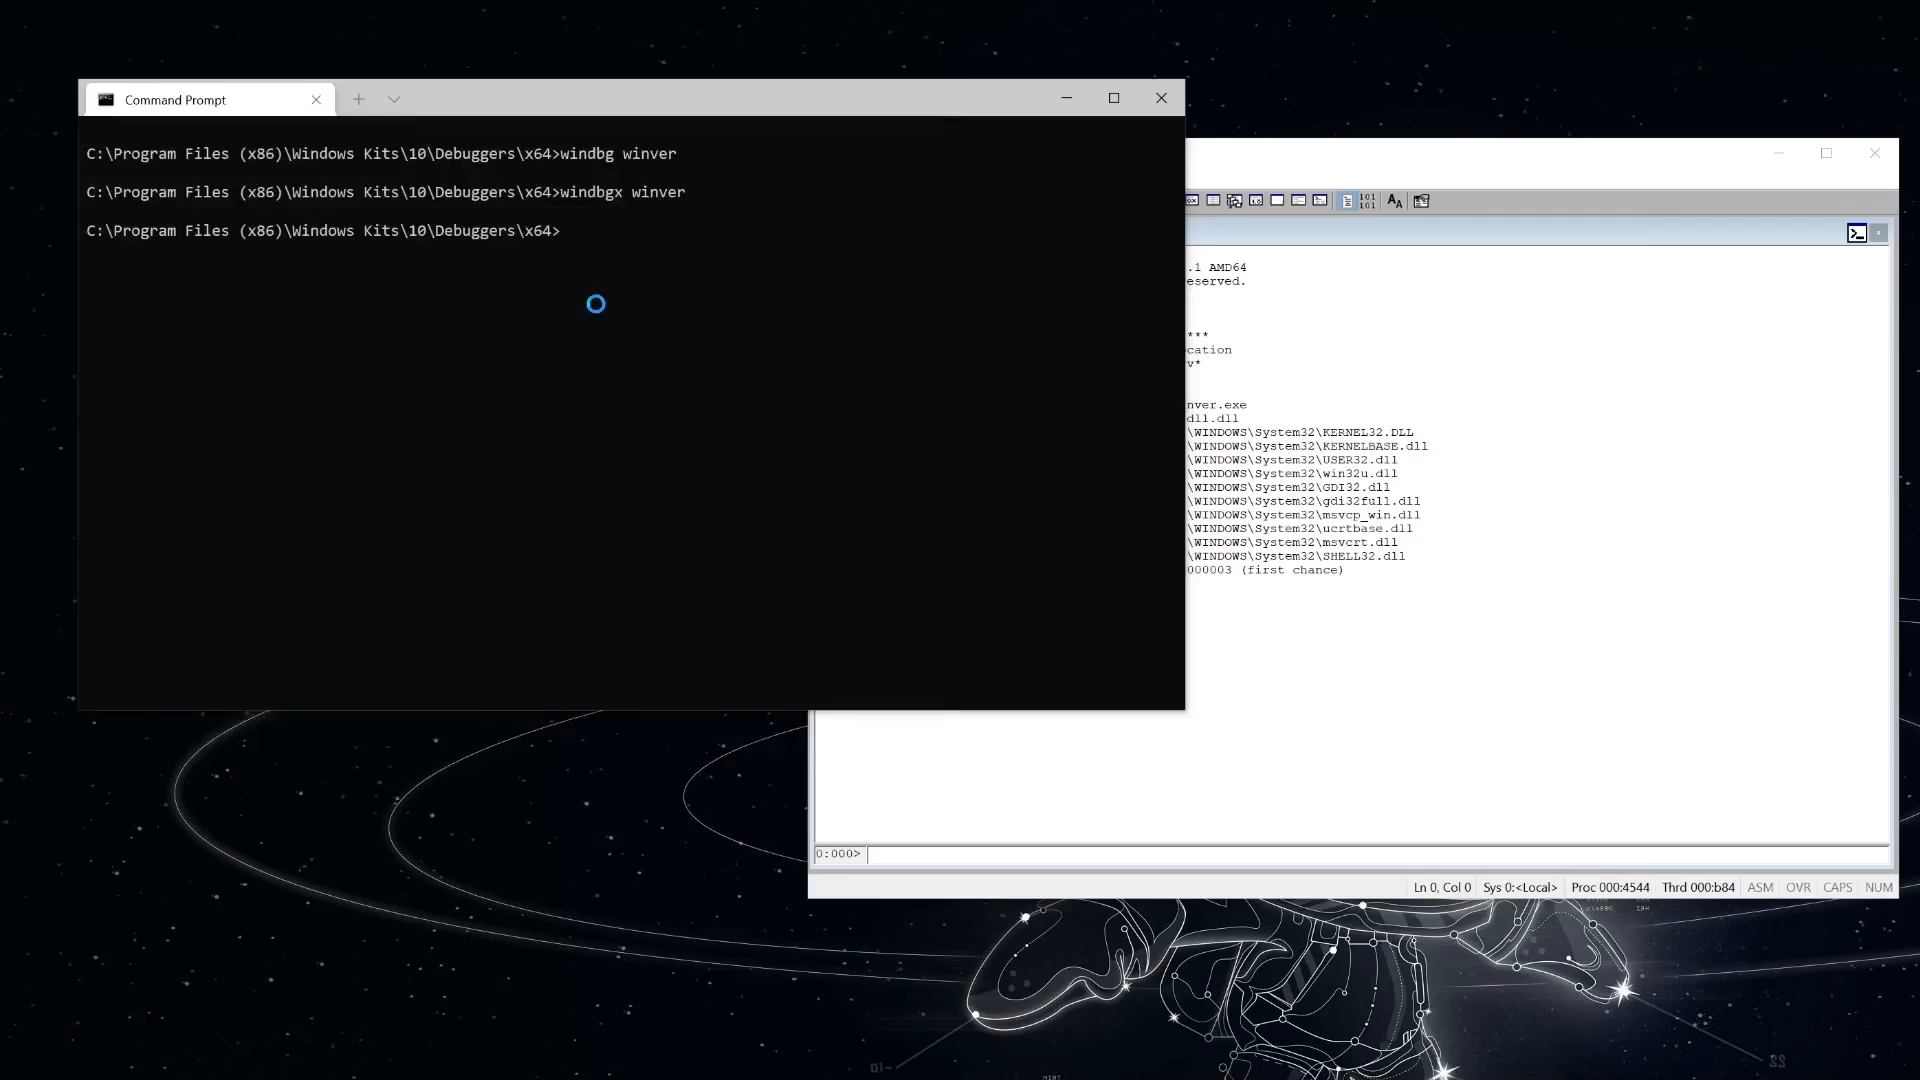 Command Prompt
C:\Program Files (x86)\Windows Kits\10\Debuggers\x64>windbg winver
C:\Program Files (x86)\Windows Kits\10\Debuggers\x64>windbgx winver
C:\Program Files (x86)\Windows Kits\10\Debuggers\x64>
101
101
AA
.1 AMD64
eserved.
***
cation
v*
nver.exe
dll.dll
\WINDOWS\System32\KERNEL32.DLL
\WINDOWS\System32\KERNELBASE.dll
\WINDOWS\System32\USER32.dll
\WINDOWS\System32\win32u.dll
\WINDOWS\System32\GDI32.dll
\WINDOWS\System32\gdi32full.dll
\WINDOWS\System32\msvcp_win.dll
\WINDOWS\System32\ucrtbase.dll
\WINDOWS\System32\msvcrt.dll
\WINDOWS\System32\SHELL32.dll
000003 (first chance)
0:000>
Ln 0, Col 0 Sys 0:<Local> Proc 000:4544 Thrd 000:b84 ASM OVR CAPS NUM